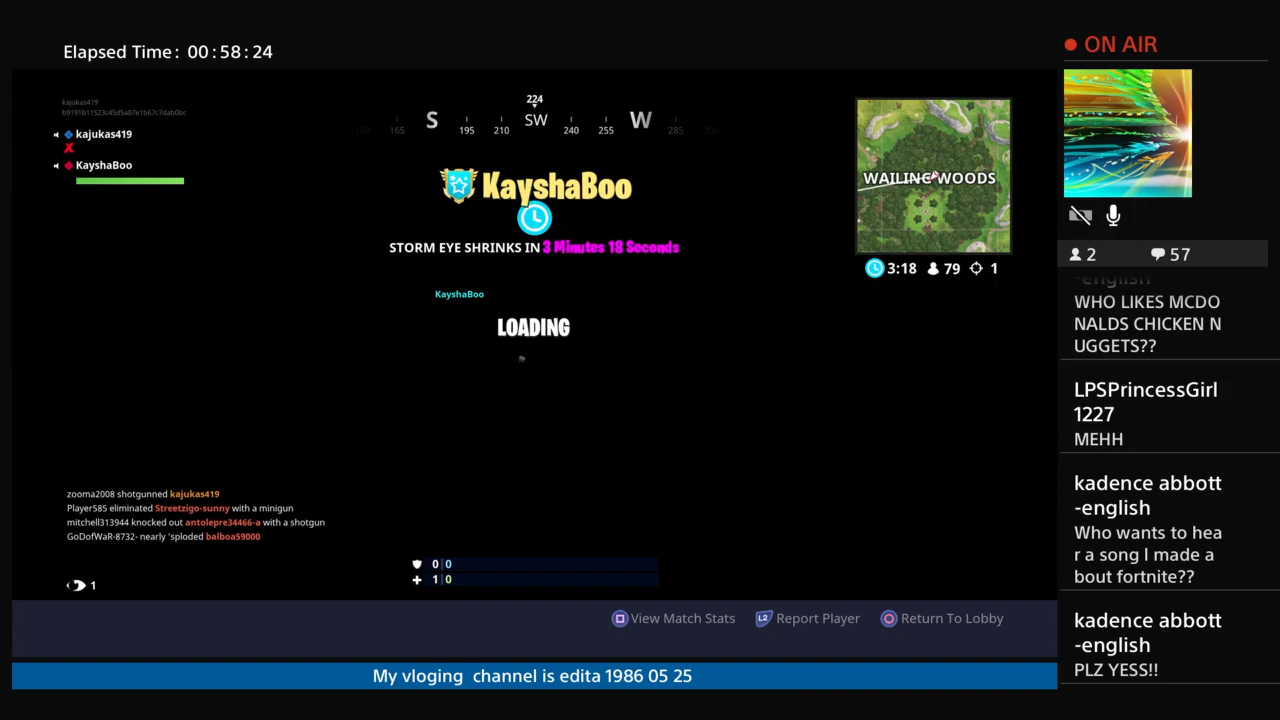 Elapsed Time: 00:58:24
ON AIR
kajukas419
kajukas419
KayshaBoo
224
165
S
195
210
SW
240
255
W
285
KayshaBoo
STORM EYE SHRINKS IN 3 Minutes 18 Seconds
KayshaBoo
LOADING
WAILING WOODS
3:18 79 1
zooma2008 shotgunned kajukas419
Player585 eliminated Streetzigo-sunny with a minigun
mitchell313944 knocked out antolepre34466-a with a shotgun
GoDofWaR-8732- nearly 'sploded balboa59000
1
0|0
1|0
View Match Stats
L2 Report Player
Return To Lobby
My vloging channel is edita 1986 05 25
2
57
-english
WHO LIKES MCDO
NALDS CHICKEN N
UGGETS??
LPSPrincessGirl
1227
MEHH
kadence abbott
-english
Who wants to hea
r a song I made a
bout fortnite??
kadence abbott
-english
PLZ YESS!!